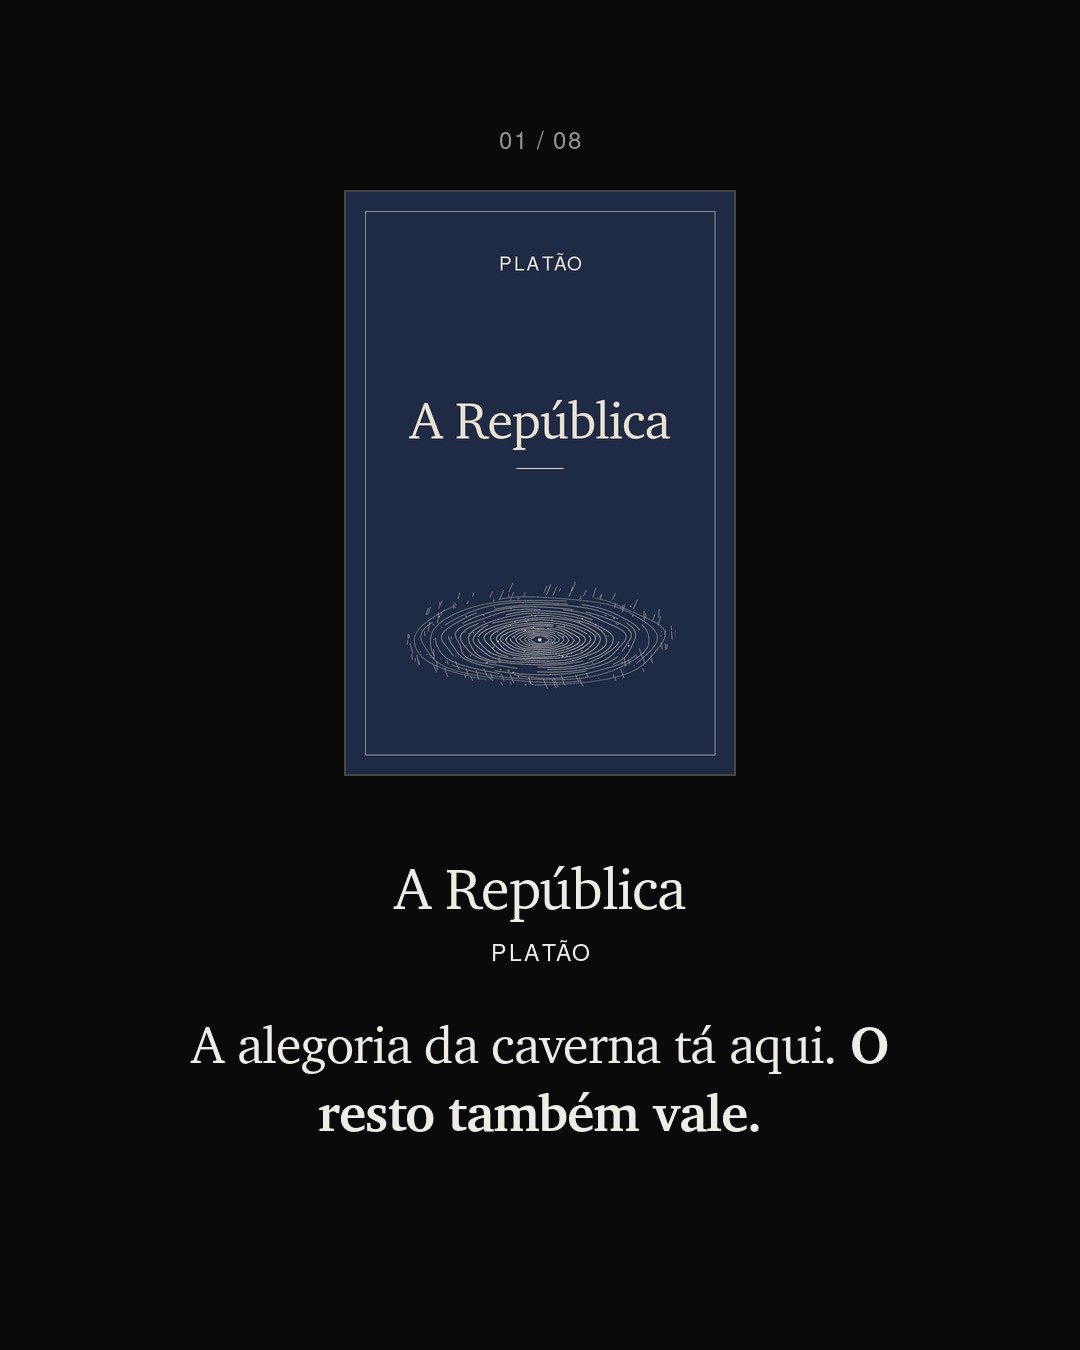 01 / 08
PLATÃO
A República
A República
PLATÃO
A alegoria da caverna tá aqui. O
resto também vale.